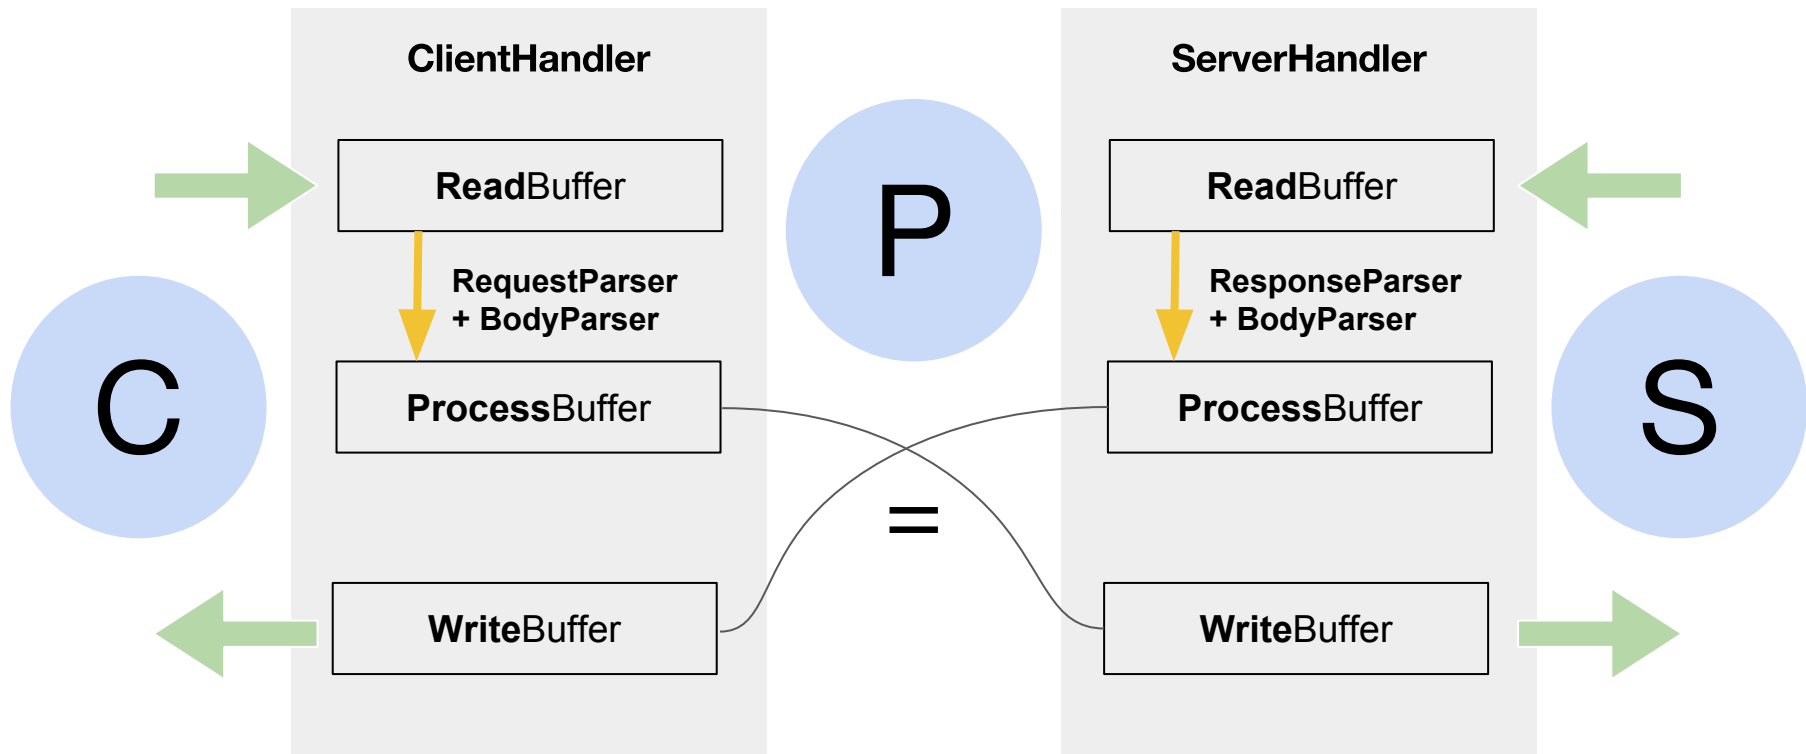 ClientHandler
ServerHandler
ReadBuffer
P
ReadBuffer
RequestParser
+ BodyParser
ResponseParser
+ BodyParser
C
ProcessBuffer
ProcessBuffer
S
=
WriteBuffer
WriteBuffer